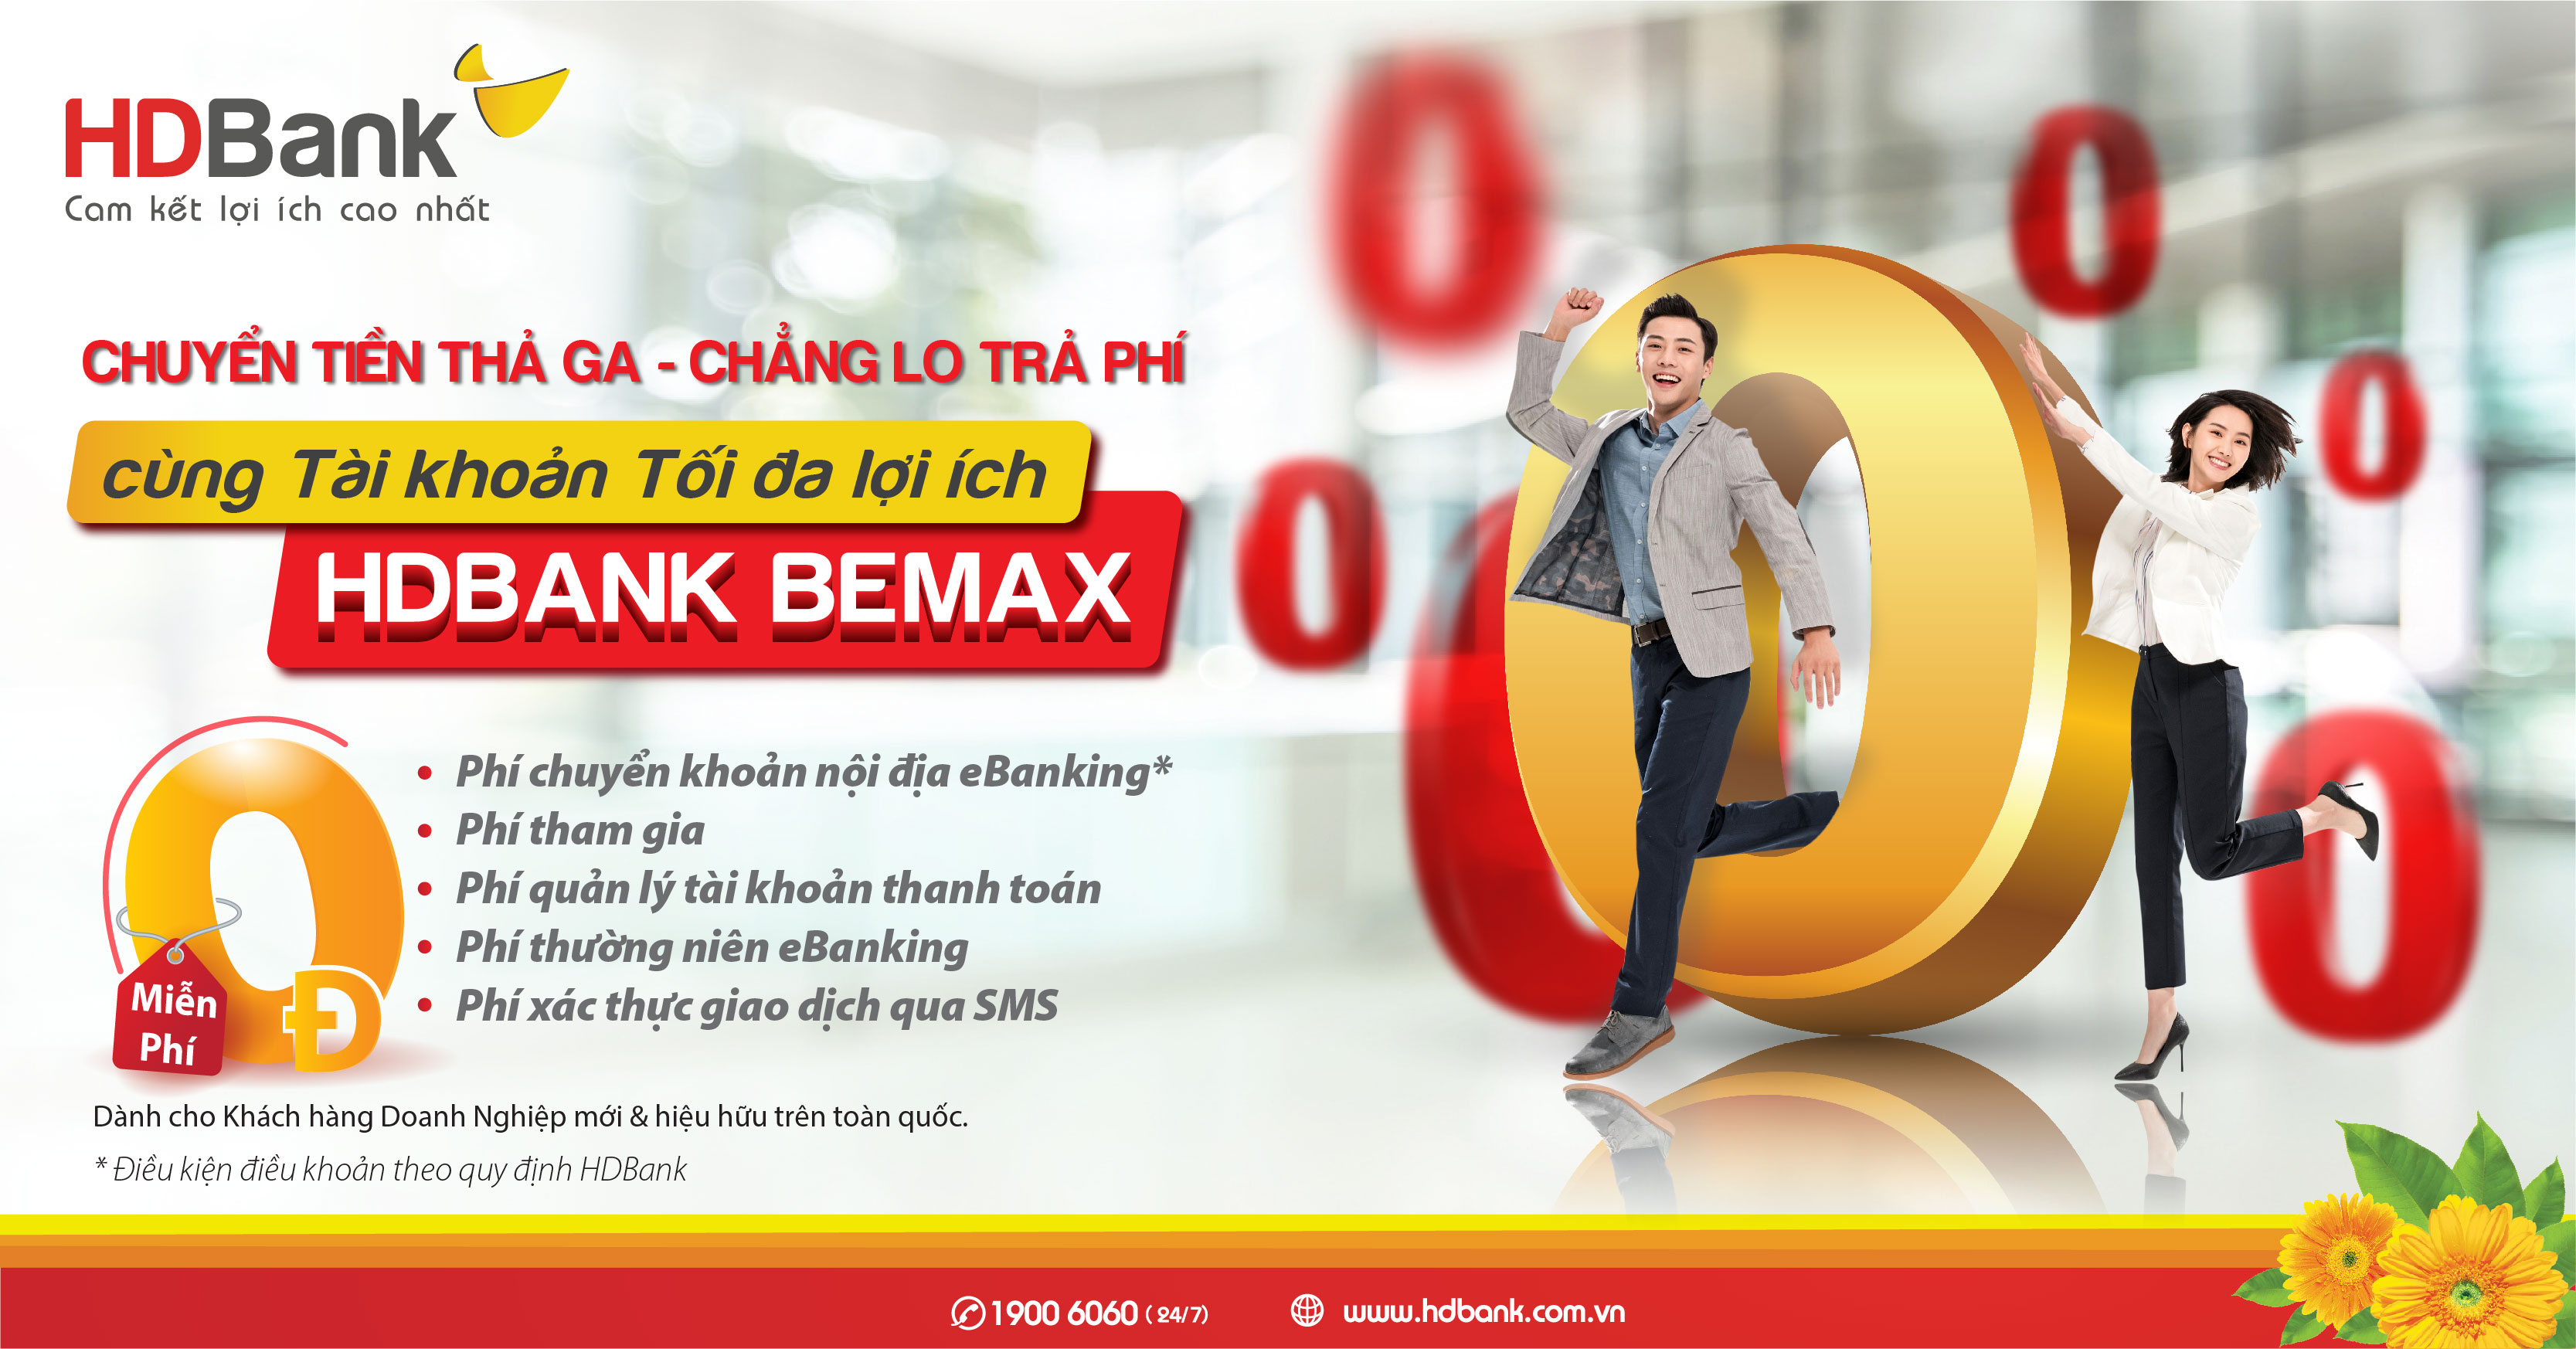 HDBank
Cam kết lợi ích cao nhất
CHUYỂN TIỀN THẢ GA - CHẲNG LO TRẢ PHÍ
cùng Tài khoản Tối đa lợi ích
HDBANK BEMAX
0Đ
Miễn
Phí
• Phí chuyển khoản nội địa eBanking*
• Phí tham gia
• Phí quản lý tài khoản thanh toán
• Phí thường niên eBanking
• Phí xác thực giao dịch qua SMS
Dành cho Khách hàng Doanh Nghiệp mới & hiệu hữu trên toàn quốc.
* Điều kiện điều khoản theo quy định HDBank
1900 6060 (24/7)
www.hdbank.com.vn